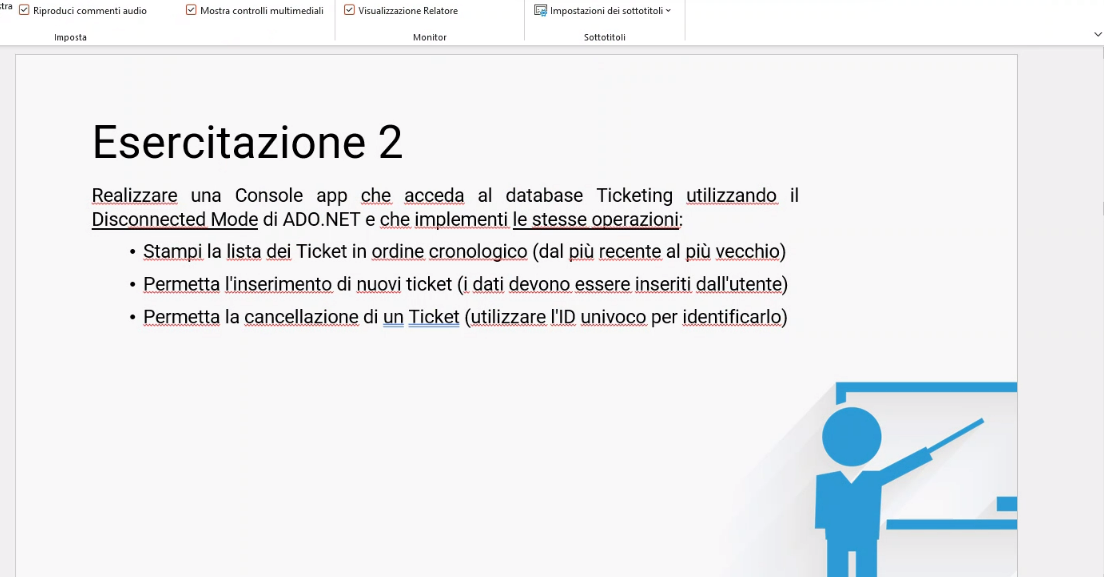 stra
Riproduci commenti audio
Mostra controlli multimediali
Visualizzazione Relatore
Impostazioni dei sottotitoli
Imposta
Monitor
Sottotitoli
Esercitazione 2
Realizzare una Console app che acceda al database Ticketing utilizzando il
Disconnected Mode di ADO.NET e che implementi le stesse operazioni:
• Stampi la lista dei Ticket in ordine cronologico (dal più recente al più vecchio)
• Permetta l'inserimento di nuovi ticket (i dati devono essere inseriti dall'utente)
• Permetta la cancellazione di un Ticket (utilizzare l'ID univoco per identificarlo)